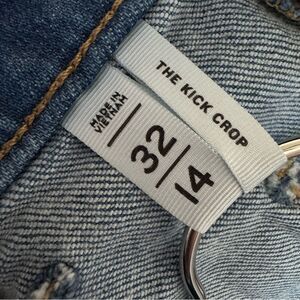 THE KICK CROP
MADE IN
VIETNAM
32
14